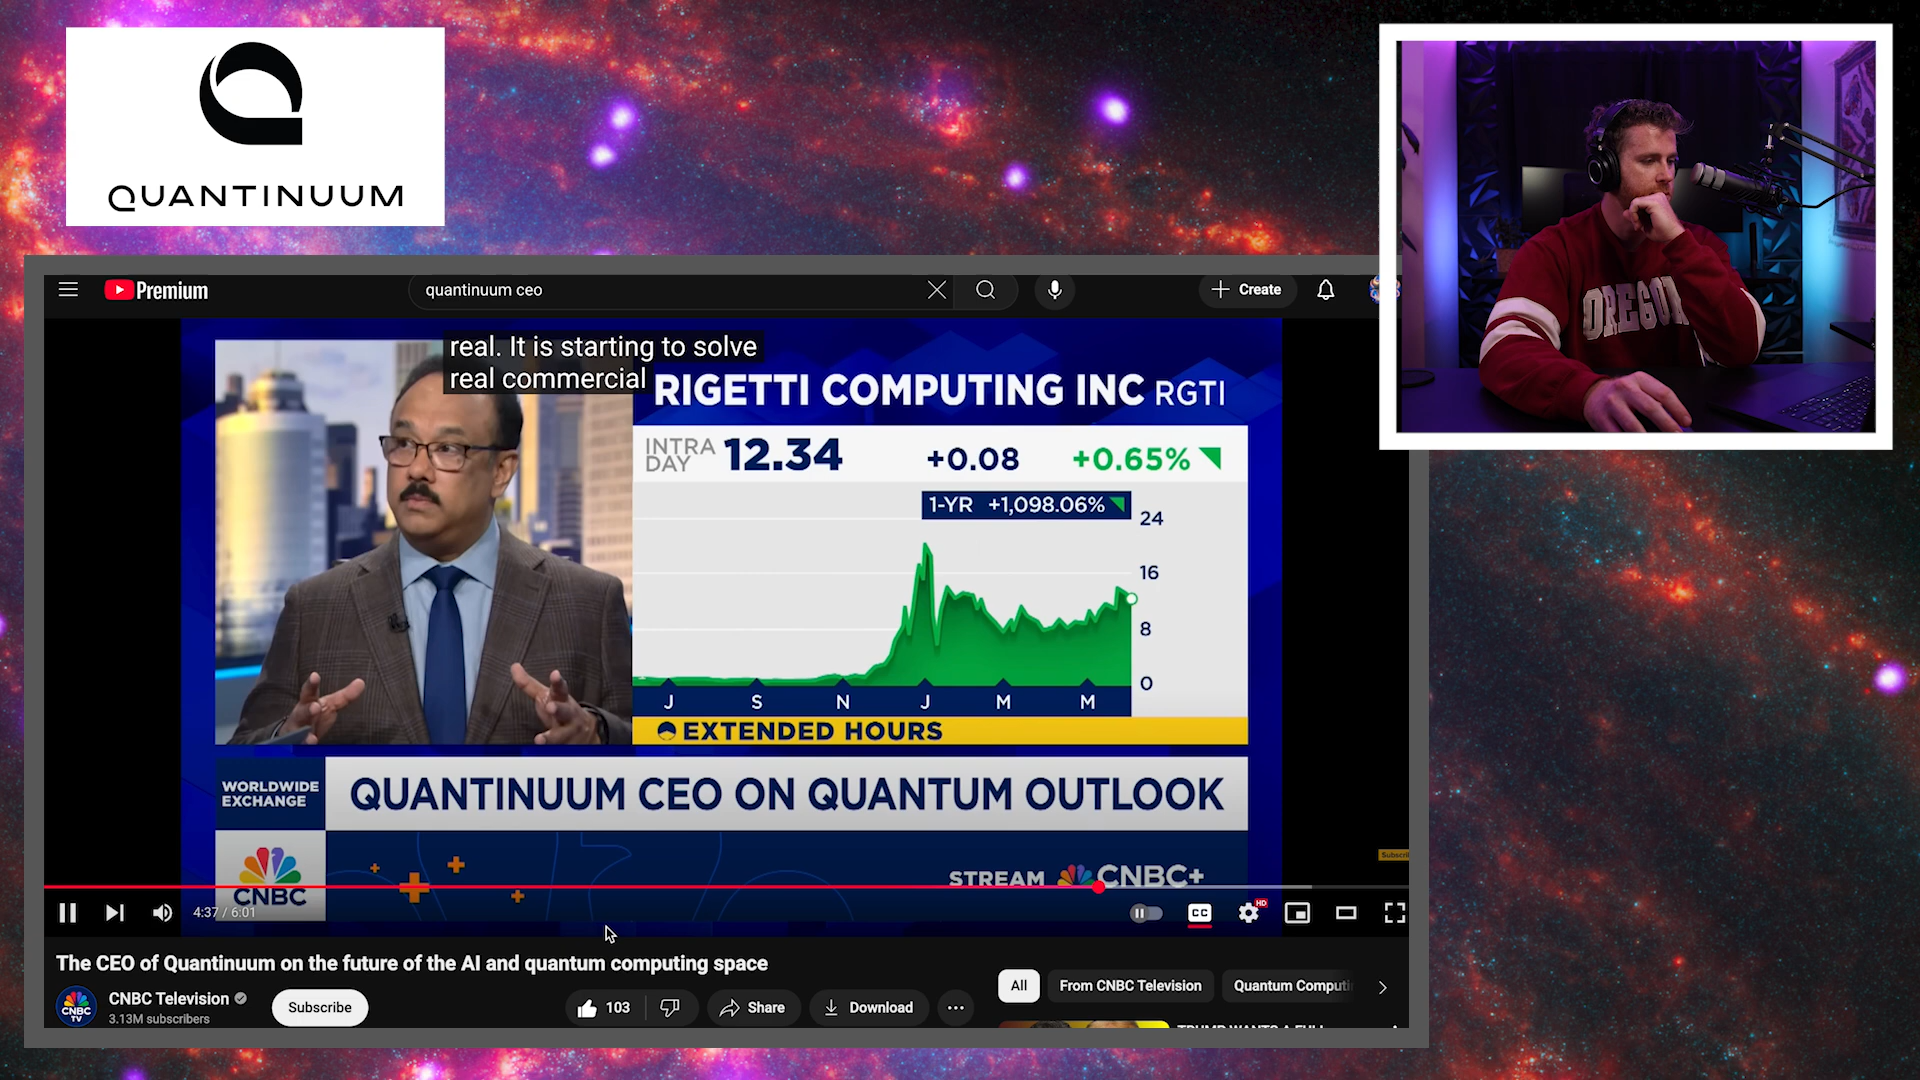 QUANTINUUM
OREGON
Premium
quantinuum ceo
Create
real. It is starting to solve
real commercial
RIGETTI COMPUTING INC RGTI
INTRA DAY 12.34 +0.08 +0.65%
1-YR +1,098.06%
24
16
8
0
J S N J M M
EXTENDED HOURS
WORLDWIDE
EXCHANGE
QUANTINUUM CEO ON QUANTUM OUTLOOK
CNBC
STREAM CNBC+
4:37 / 6:01
CC
HD
The CEO of Quantinuum on the future of the AI and quantum computing space
CNBC Television
3.13M subscribers
CNBC
TV
Subscribe
103
Share
Download
All
From CNBC Television